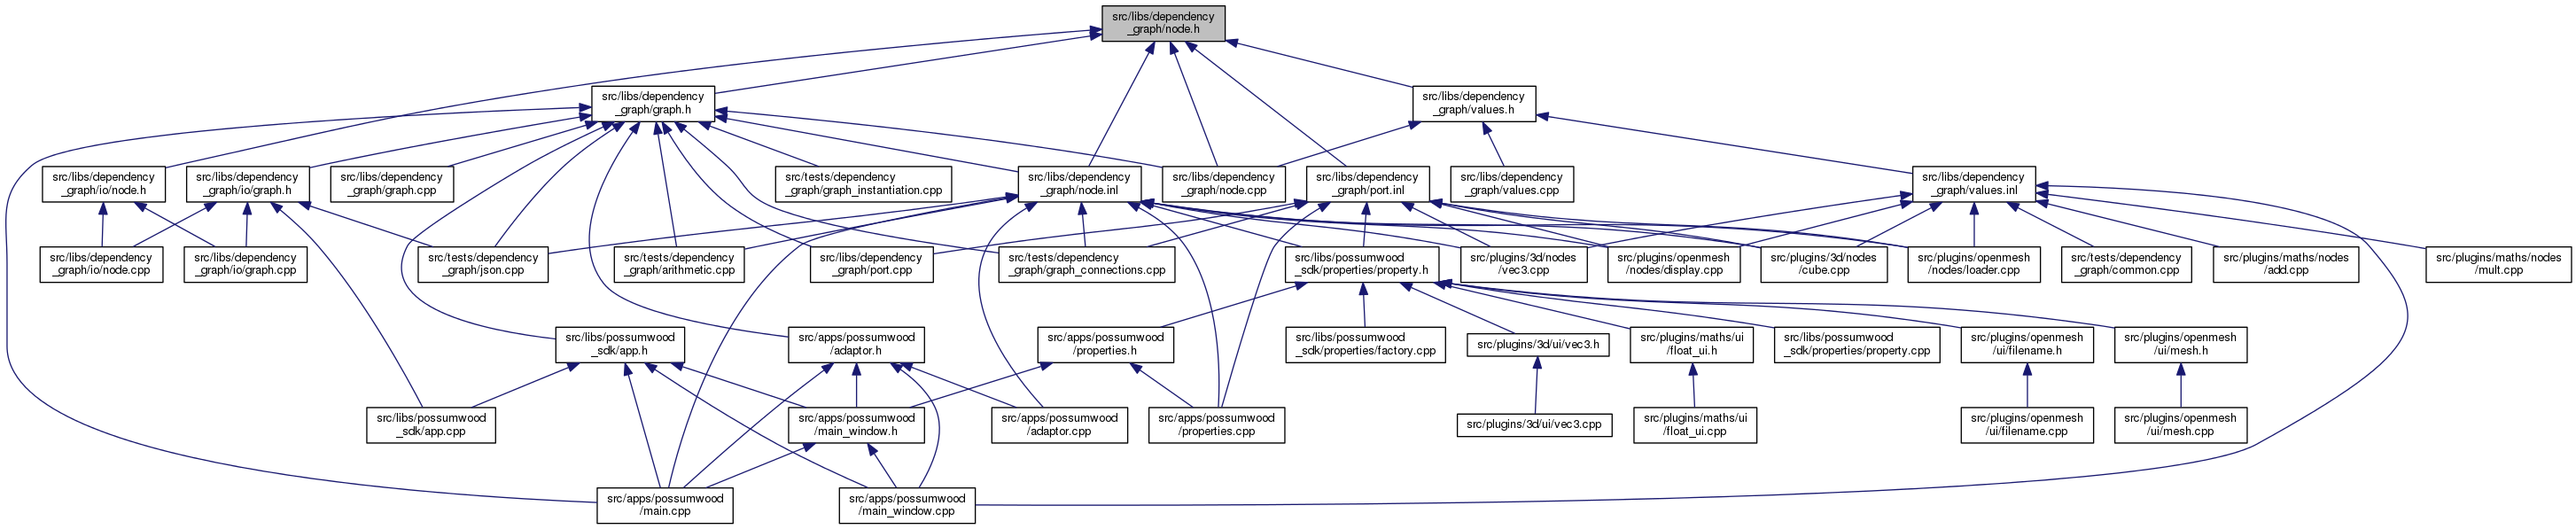 src/libs/dependency
_graph/node.h
src/libs/dependency
_graph/graph.h
src/libs/dependency
_graph/values.h
src/libs/dependency
_graph/io/node.h
src/libs/dependency
_graph/io/graph.h
src/libs/dependency
_graph/graph.cpp
src/tests/dependency
_graph/graph_instantiation.cpp
src/libs/dependency
_graph/node.inl
src/libs/dependency
_graph/node.cpp
src/libs/dependency
_graph/port.inl
src/libs/dependency
_graph/values.cpp
src/libs/dependency
_graph/values.inl
src/libs/dependency
_graph/io/node.cpp
src/libs/dependency
_graph/io/graph.cpp
src/tests/dependency
_graph/json.cpp
src/tests/dependency
_graph/arithmetic.cpp
src/libs/dependency
_graph/port.cpp
src/tests/dependency
_graph/graph_connections.cpp
src/libs/possumwood
_sdk/properties/property.h
src/plugins/3d/nodes
/vec3.cpp
src/plugins/openmesh
/nodes/display.cpp
src/plugins/3d/nodes
/cube.cpp
src/plugins/openmesh
/nodes/loader.cpp
src/tests/dependency
_graph/common.cpp
src/plugins/maths/nodes
/add.cpp
src/plugins/maths/nodes
/mult.cpp
src/libs/possumwood
_sdk/app.h
src/apps/possumwood
/adaptor.h
src/apps/possumwood
/properties.h
src/libs/possumwood
_sdk/properties/factory.cpp
src/plugins/3d/ui/vec3.h
src/plugins/maths/ui
/float_ui.h
src/libs/possumwood
_sdk/properties/property.cpp
src/plugins/openmesh
/ui/filename.h
src/plugins/openmesh
/ui/mesh.h
src/libs/possumwood
_sdk/app.cpp
src/apps/possumwood
/main_window.h
src/apps/possumwood
/adaptor.cpp
src/apps/possumwood
/properties.cpp
src/plugins/3d/ui/vec3.cpp
src/plugins/maths/ui
/float_ui.cpp
src/plugins/openmesh
/ui/filename.cpp
src/plugins/openmesh
/ui/mesh.cpp
src/apps/possumwood
/main.cpp
src/apps/possumwood
/main_window.cpp